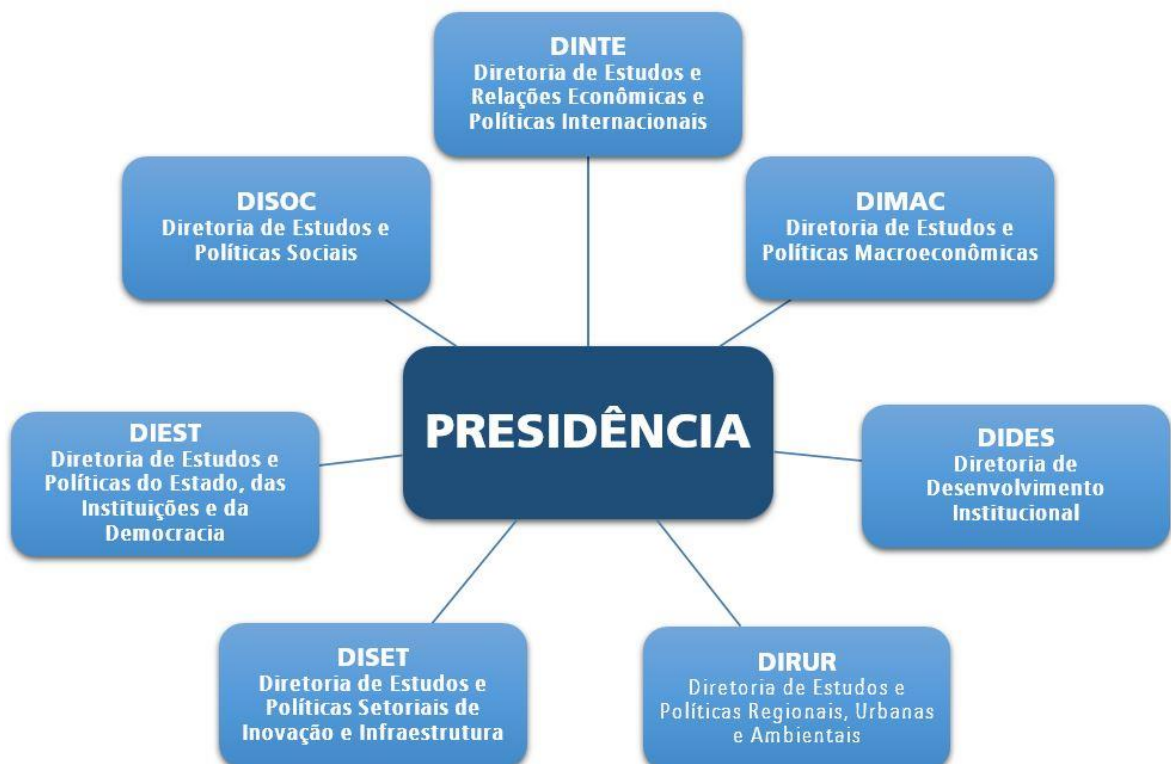 DINTE
Diretoria de Estudos e
Relações Econômicas e
Políticas Internacionais
DISOC
Diretoria de Estudos e
Políticas Sociais
DIMAC
Diretoria de Estudos e
Políticas Macroeconômicas
PRESIDÊNCIA
DIEST
Diretoria de Estudos e
Políticas do Estado, das
Instituições e da
Democracia
DIDES
Diretoria de
Desenvolvimento
Institucional
DISET
Diretoria de Estudos e
Políticas Setoriais de
Inovação e Infraestrutura
DIRUR
Diretoria de Estudos e
Políticas Regionais, Urbanas
e Ambientais